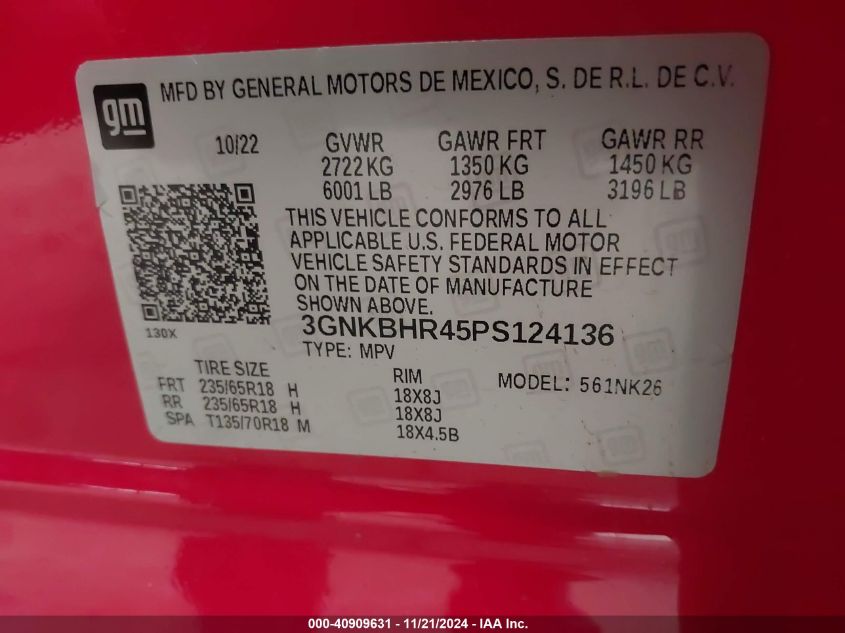 gm
MFD BY GENERAL MOTORS DE MEXICO, S. DE R.L. DE C.V.
10/22 GVWR GAWR FRT GAWR RR
2722 KG 1350 KG 1450 KG
6001 LB 2976 LB 3196 LB
THIS VEHICLE CONFORMS TO ALL
APPLICABLE U.S. FEDERAL MOTOR
VEHICLE SAFETY STANDARDS IN EFFECT
ON THE DATE OF MANUFACTURE
SHOWN ABOVE.
130X
3GNKBHR45PS124136
TYPE: MPV
TIRE SIZE RIM MODEL: 561NK26
FRT 235/65R18 H 18X8J
RR 235/65R18 H 18X8J
SPA T135/70R18 M 18X4.5B
000-40909631 - 11/21/2024 - IAA Inc.